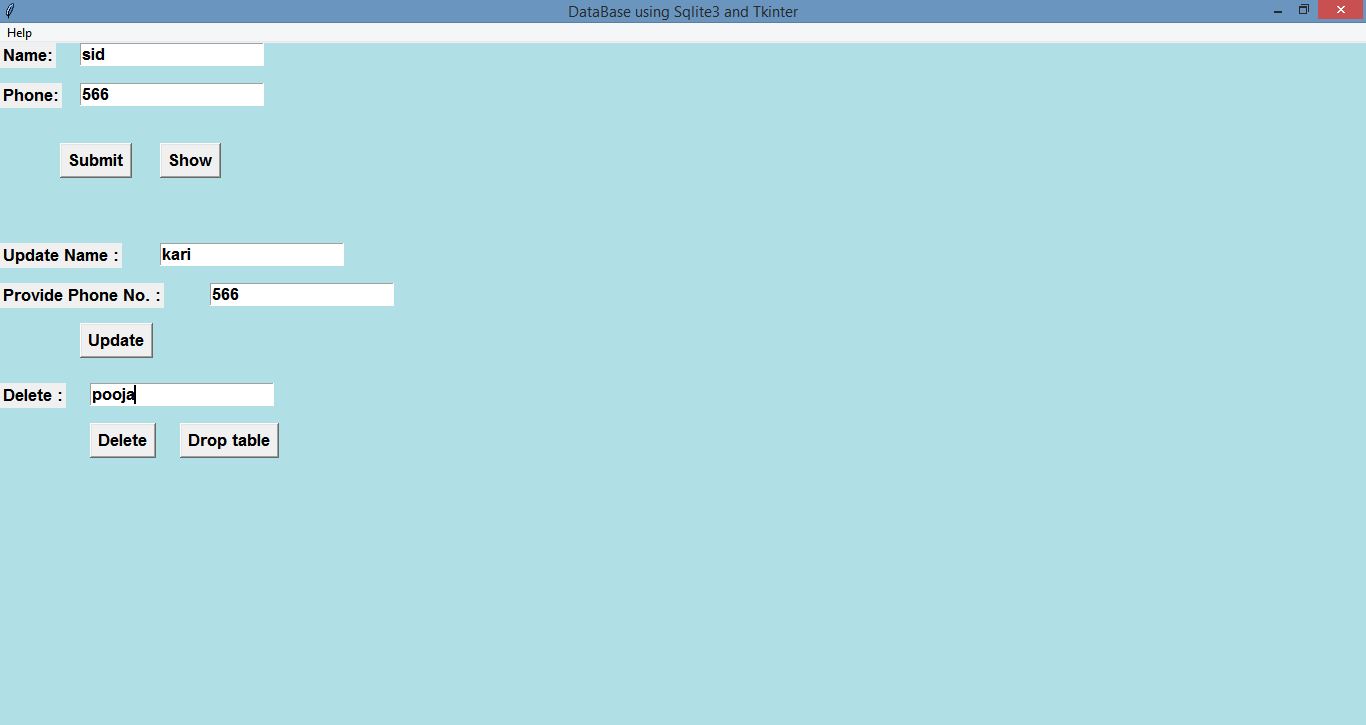 DataBase using Sqlite3 and Tkinter
Help
Name: sid
Phone: 566
Submit Show
Update Name : kari
Provide Phone No. : 566
Update
Delete : pooja
Delete Drop table